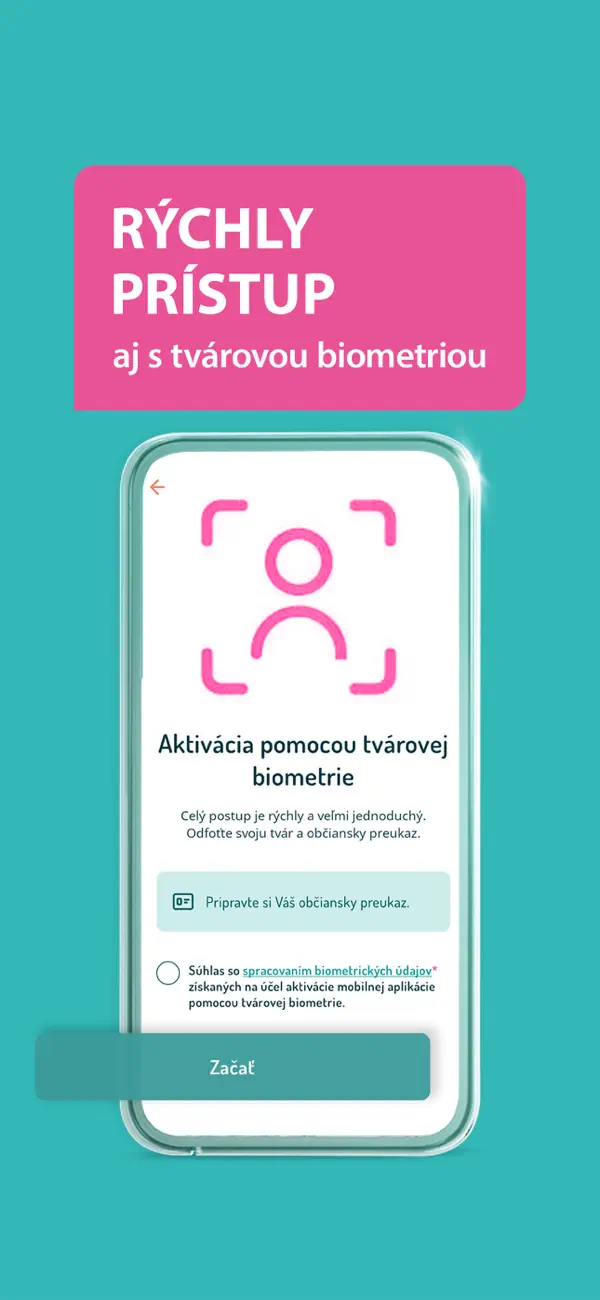 RÝCHLY
PRÍSTUP
aj s tvárovou biometriou
Aktivácia pomocou tvárovej
biometrie
Celý postup je rýchly a veľmi jednoduchý.
Odfoťte svoju tvár a občiansky preukaz.
Pripravte si Váš občiansky preukaz.
Súhlas so spracovaním biometrických údajov*
získaných na účel aktivácie mobilnej aplikácie
pomocou tvárovej biometrie.
Začať